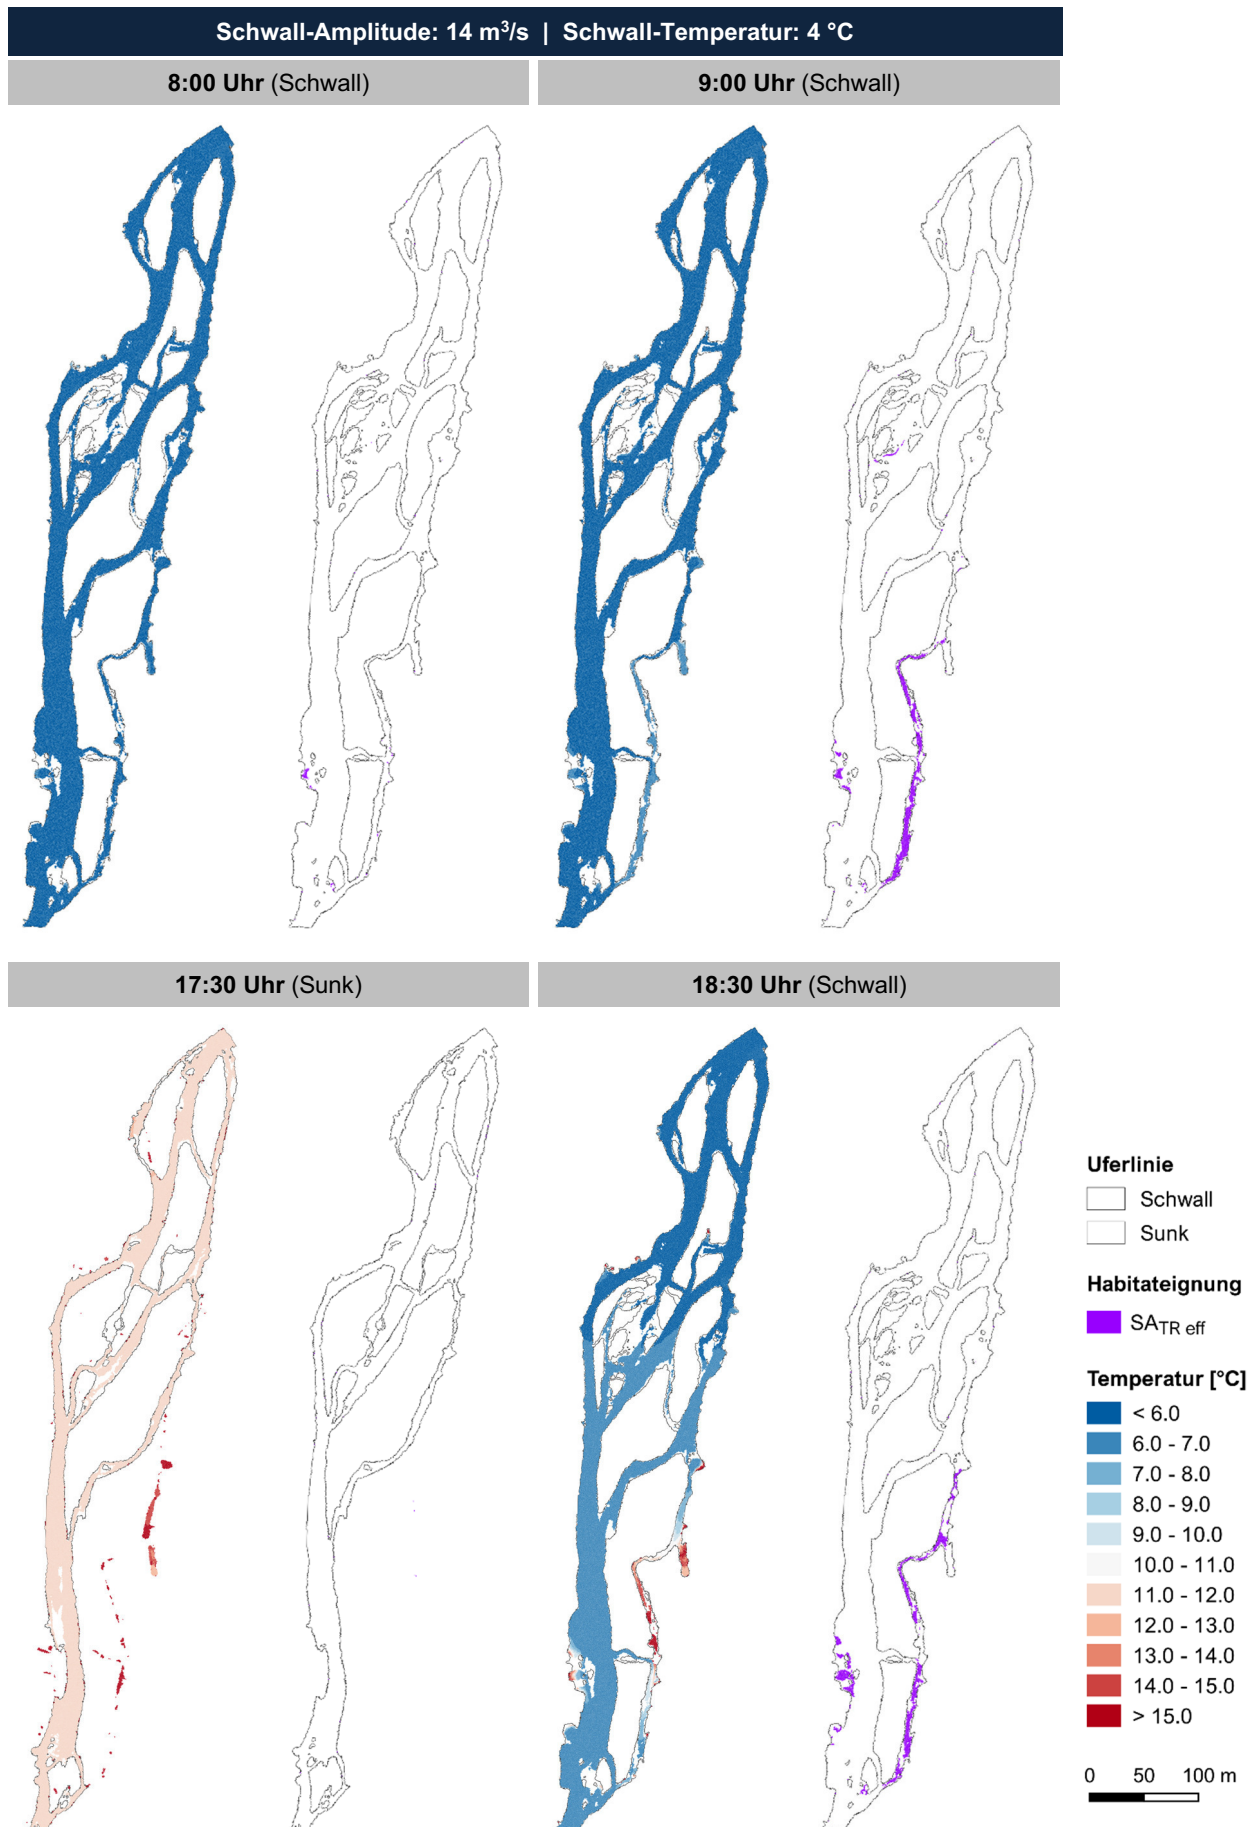 Schwall-Amplitude: 14 m³/s | Schwall-Temperatur: 4 °C
8:00 Uhr (Schwall)
9:00 Uhr (Schwall)
17:30 Uhr (Sunk)
18:30 Uhr (Schwall)
Uferlinie
Schwall
Sunk
Habitateignung
SA_TR eff
Temperatur [°C]
< 6.0
6.0 - 7.0
7.0 - 8.0
8.0 - 9.0
9.0 - 10.0
10.0 - 11.0
11.0 - 12.0
12.0 - 13.0
13.0 - 14.0
14.0 - 15.0
> 15.0
0 50 100 m